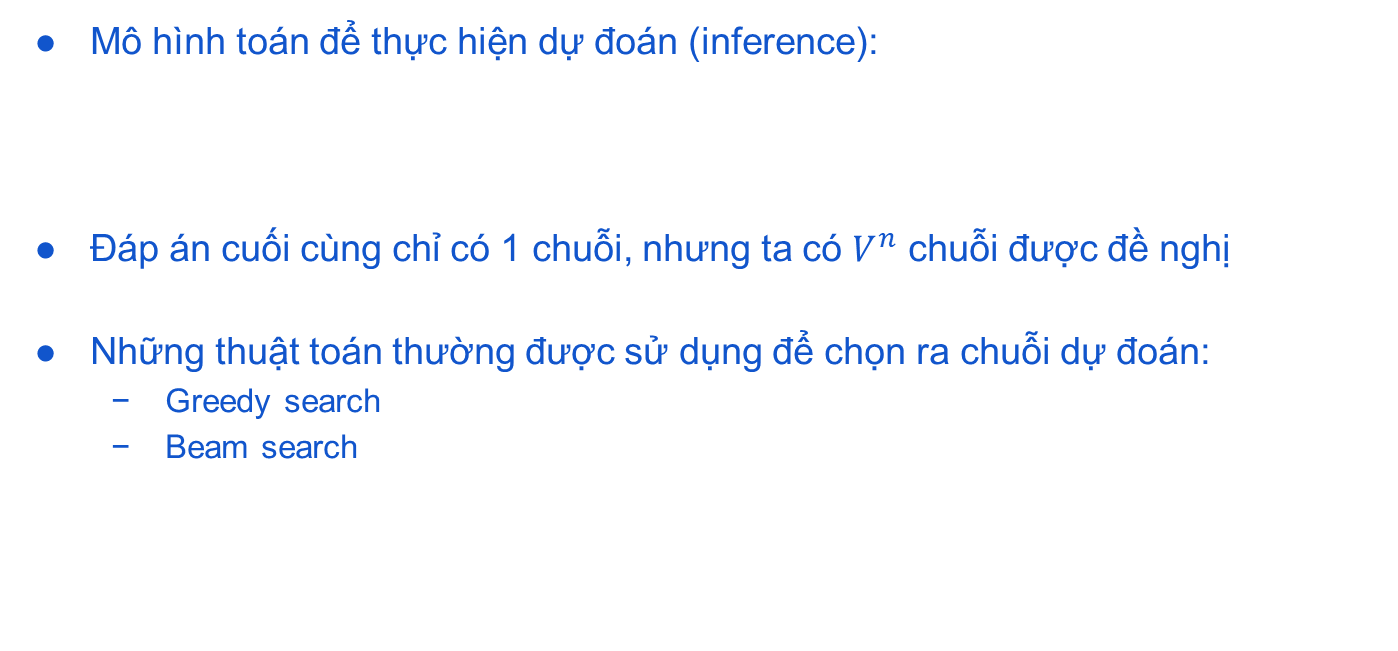 ● Mô hình toán để thực hiện dự đoán (inference):
● Đáp án cuối cùng chỉ có 1 chuỗi, nhưng ta có Vⁿ chuỗi được đề nghị
● Những thuật toán thường được sử dụng để chọn ra chuỗi dự đoán:
− Greedy search
− Beam search